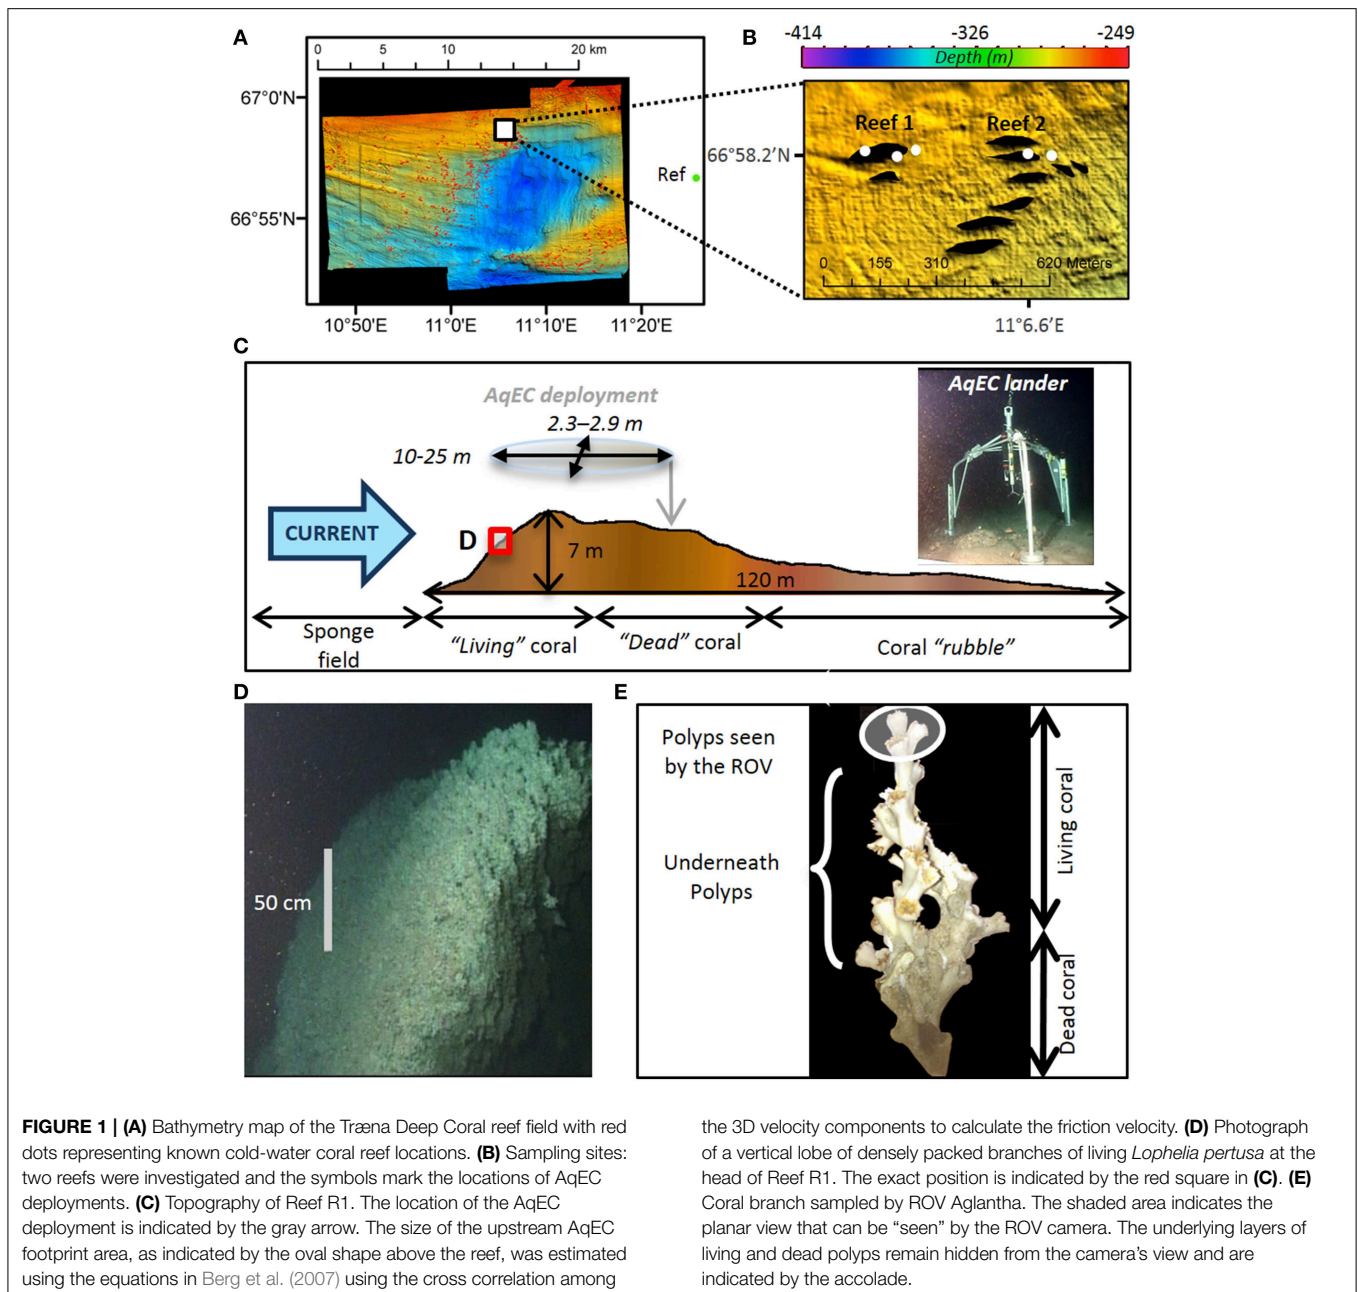 A
0 5 10 20 km
67°0'N
66°55'N
Ref
10°50'E 11°0'E 11°10'E 11°20'E
B
-414 -326 -249
Depth (m)
Reef 1 Reef 2
66°58.2'N
0 155 310 620 Meters
11°6.6'E
C
AqEC deployment
2.3–2.9 m
10-25 m
AqEC lander
CURRENT
D
7 m
120 m
Sponge
field
"Living" coral
"Dead" coral
Coral "rubble"
D
50 cm
E
Polyps seen
by the ROV
Underneath
Polyps
Living coral
Dead coral
FIGURE 1 | (A) Bathymetry map of the Træna Deep Coral reef field with red
dots representing known cold-water coral reef locations. (B) Sampling sites:
two reefs were investigated and the symbols mark the locations of AqEC
deployments. (C) Topography of Reef R1. The location of the AqEC
deployment is indicated by the gray arrow. The size of the upstream AqEC
footprint area, as indicated by the oval shape above the reef, was estimated
using the equations in Berg et al. (2007) using the cross correlation among
the 3D velocity components to calculate the friction velocity. (D) Photograph
of a vertical lobe of densely packed branches of living Lophelia pertusa at the
head of Reef R1. The exact position is indicated by the red square in (C). (E)
Coral branch sampled by ROV Aglantha. The shaded area indicates the
planar view that can be "seen" by the ROV camera. The underlying layers of
living and dead polyps remain hidden from the camera's view and are
indicated by the accolade.